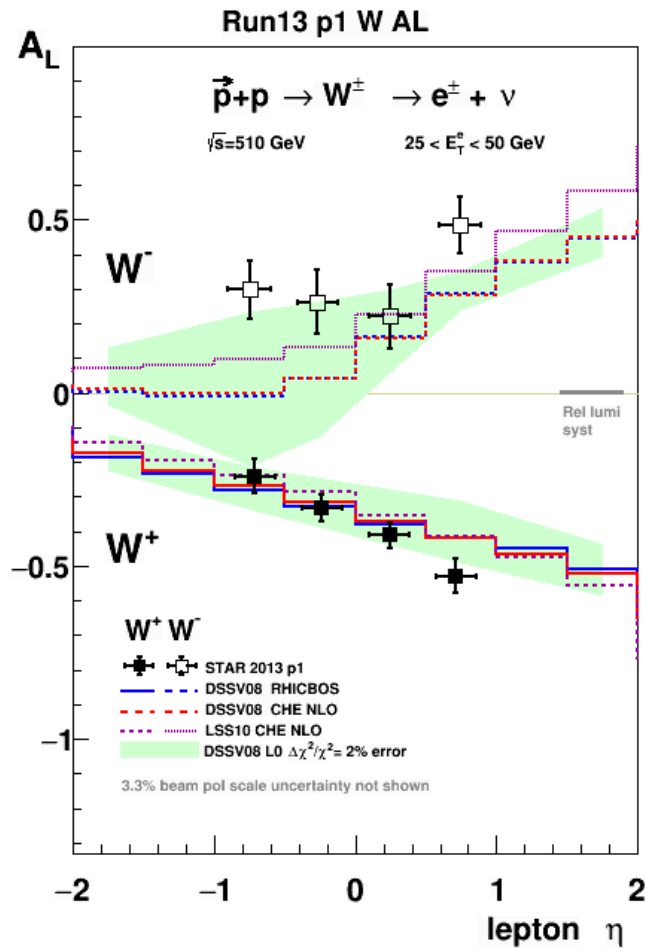 Run13 p1 W AL
A_L
p⃗+p → W± → e± + ν
√s=510 GeV
25 < E_T^e < 50 GeV
0.5
W⁻
0
Rel lumi
syst
W⁺
−0.5
W⁺ W⁻
STAR 2013 p1
DSSV08 RHICBOS
DSSV08 CHE NLO
LSS10 CHE NLO
DSSV08 L0 Δχ²/χ²= 2% error
−1
3.3% beam pol scale uncertainty not shown
−2 −1 0 1 2
lepton η